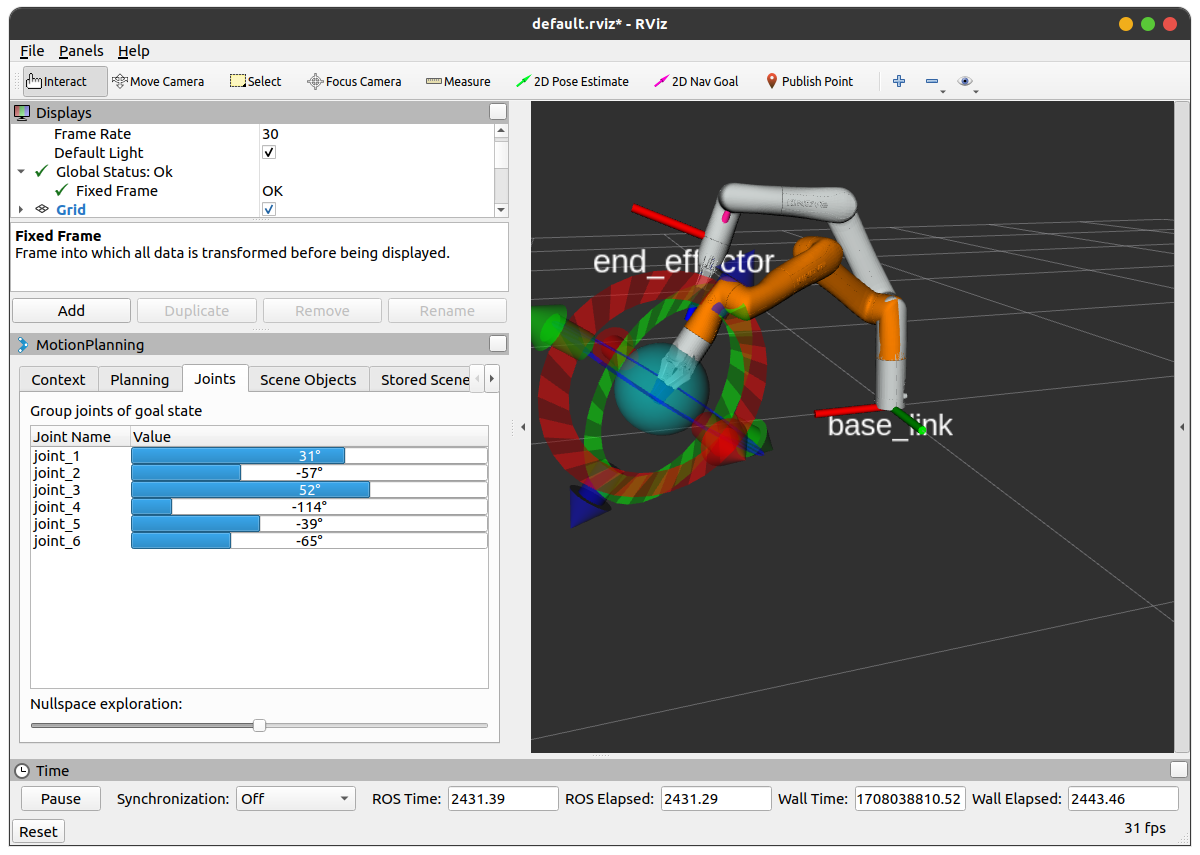 default.rviz* - RViz
File Panels Help
Interact Move Camera Select Focus Camera Measure 2D Pose Estimate 2D Nav Goal Publish Point
Displays
Frame Rate 30
Default Light
Global Status: Ok
Fixed Frame OK
Grid
Fixed Frame
Frame into which all data is transformed before being displayed.
Add Duplicate Remove Rename
MotionPlanning
Context Planning Joints Scene Objects Stored Scene
Group joints of goal state
Joint Name Value
joint_1 31°
joint_2 -57°
joint_3 52°
joint_4 -114°
joint_5 -39°
joint_6 -65°
Nullspace exploration:
end_effector
base_link
Time
Pause Synchronization: Off ROS Time: 2431.39 ROS Elapsed: 2431.29 Wall Time: 1708038810.52 Wall Elapsed: 2443.46
Reset 31 fps